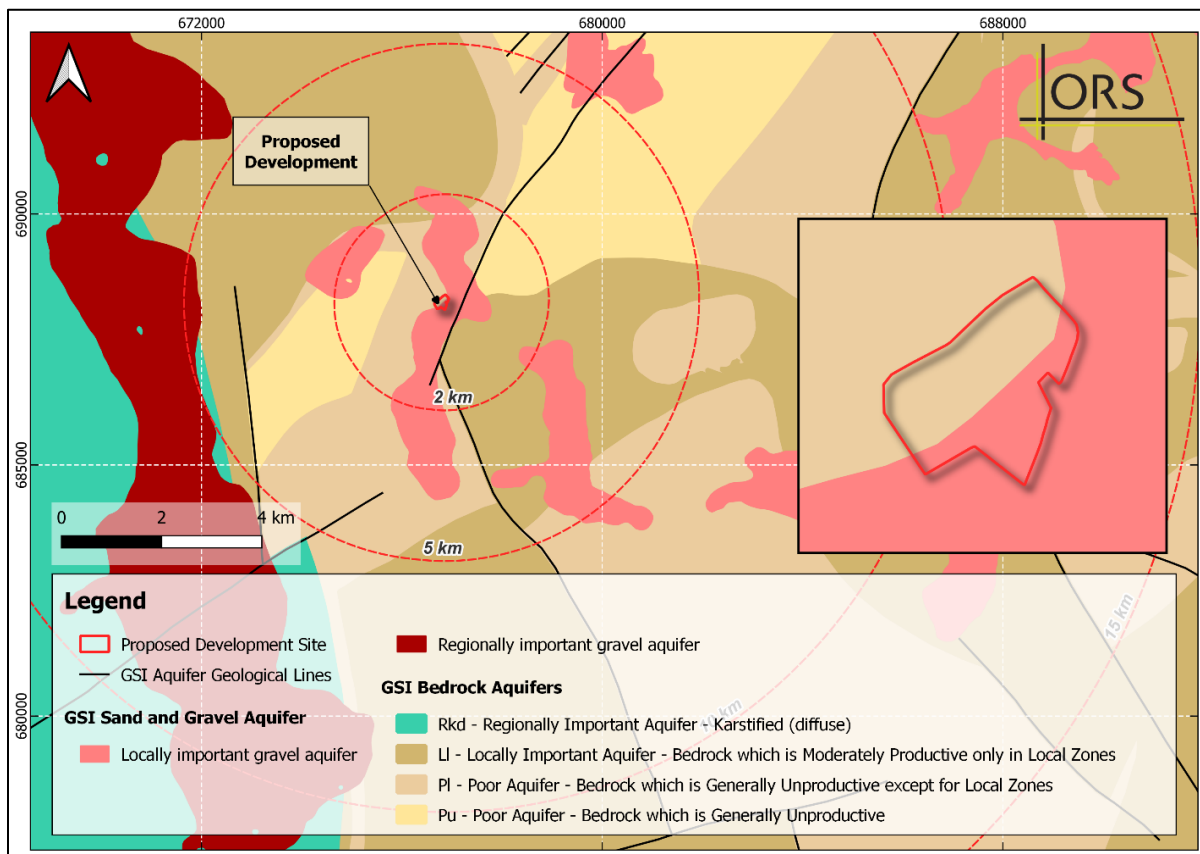 672000
680000
688000
ORS
Proposed
Development
690000
2 km
685000
0 2 4 km
5 km
Legend
Proposed Development Site
GSI Aquifer Geological Lines
GSI Sand and Gravel Aquifer
Locally important gravel aquifer
Regionally important gravel aquifer
GSI Bedrock Aquifers
Rkd - Regionally Important Aquifer - Karstified (diffuse)
Ll - Locally Important Aquifer - Bedrock which is Moderately Productive only in Local Zones
Pl - Poor Aquifer - Bedrock which is Generally Unproductive except for Local Zones
Pu - Poor Aquifer - Bedrock which is Generally Unproductive
15 km
10 km
680000